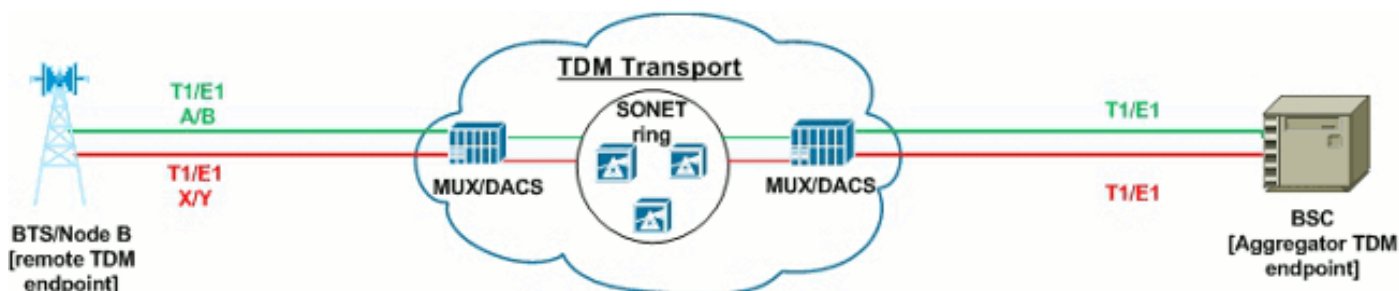 TDM Transport
SONET
ring
T1/E1
A/B
T1/E1
X/Y
MUX/DACS
MUX/DACS
T1/E1
T1/E1
BTS/Node B
[remote TDM
endpoint]
BSC
[Aggregator TDM
endpoint]